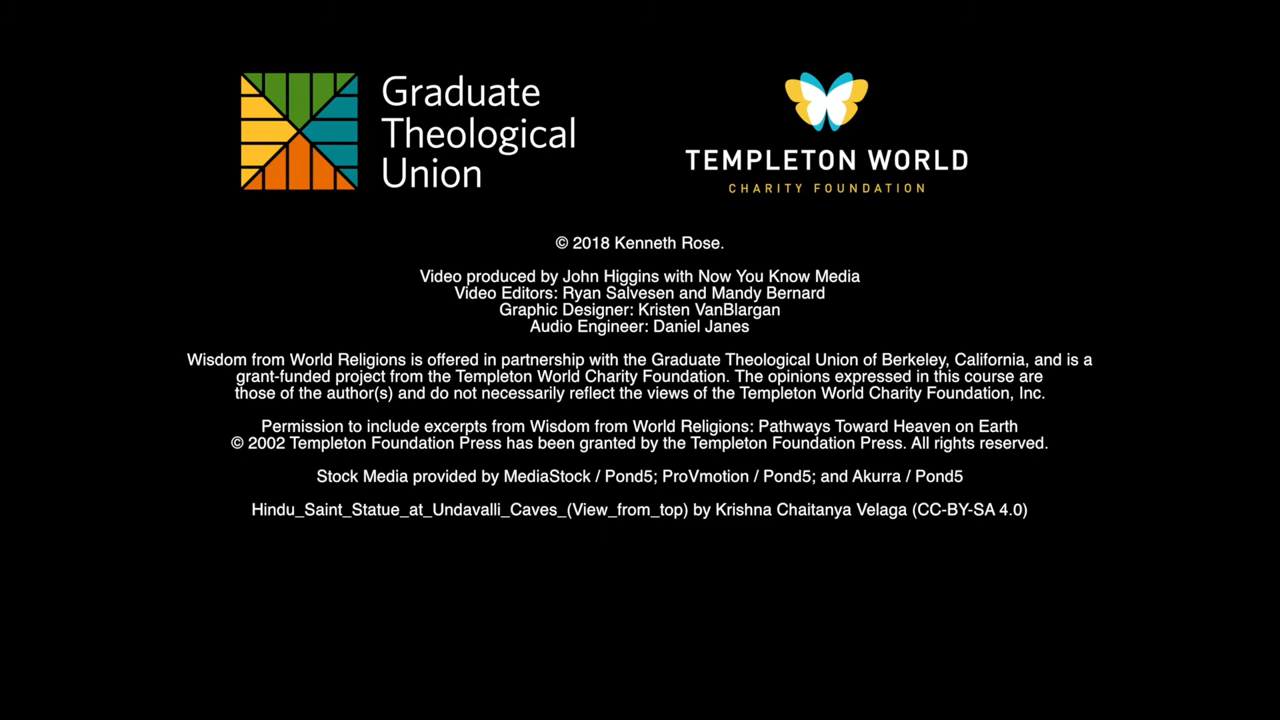 Graduate
Theological
Union
TEMPLETON WORLD
CHARITY FOUNDATION
© 2018 Kenneth Rose.
Video produced by John Higgins with Now You Know Media
Video Editors: Ryan Salvesen and Mandy Bernard
Graphic Designer: Kristen VanBlargan
Audio Engineer: Daniel Janes
Wisdom from World Religions is offered in partnership with the Graduate Theological Union of Berkeley, California, and is a
grant-funded project from the Templeton World Charity Foundation. The opinions expressed in this course are
those of the author(s) and do not necessarily reflect the views of the Templeton World Charity Foundation, Inc.
Permission to include excerpts from Wisdom from World Religions: Pathways Toward Heaven on Earth
© 2002 Templeton Foundation Press has been granted by the Templeton Foundation Press. All rights reserved.
Stock Media provided by MediaStock / Pond5; ProVmotion / Pond5; and Akurra / Pond5
Hindu_Saint_Statue_at_Undavalli_Caves_(View_from_top) by Krishna Chaitanya Velaga (CC-BY-SA 4.0)